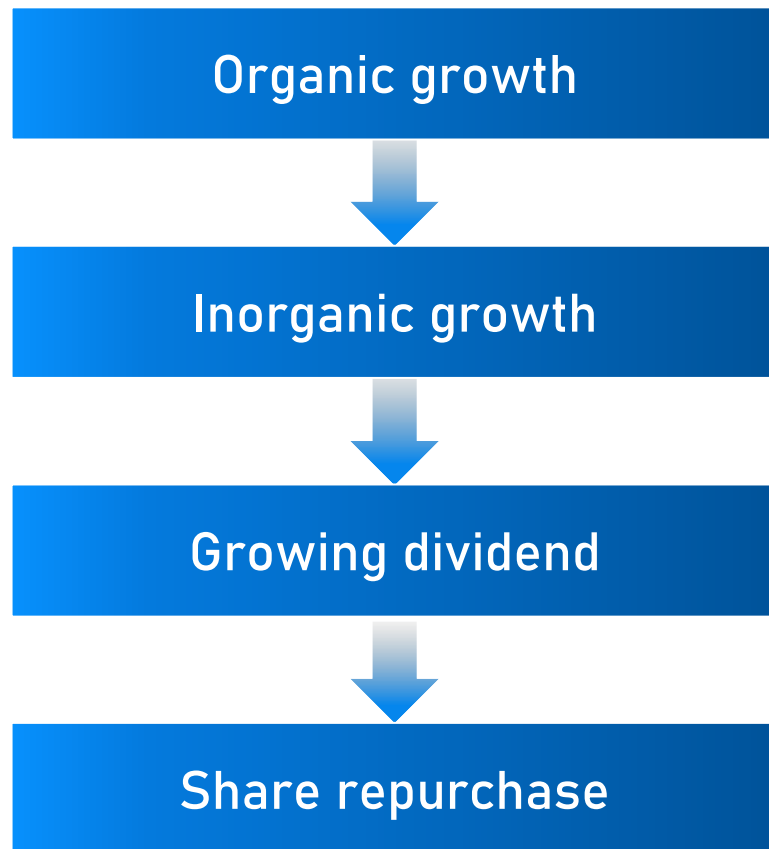 Organic growth
Inorganic growth
Growing dividend
Share repurchase